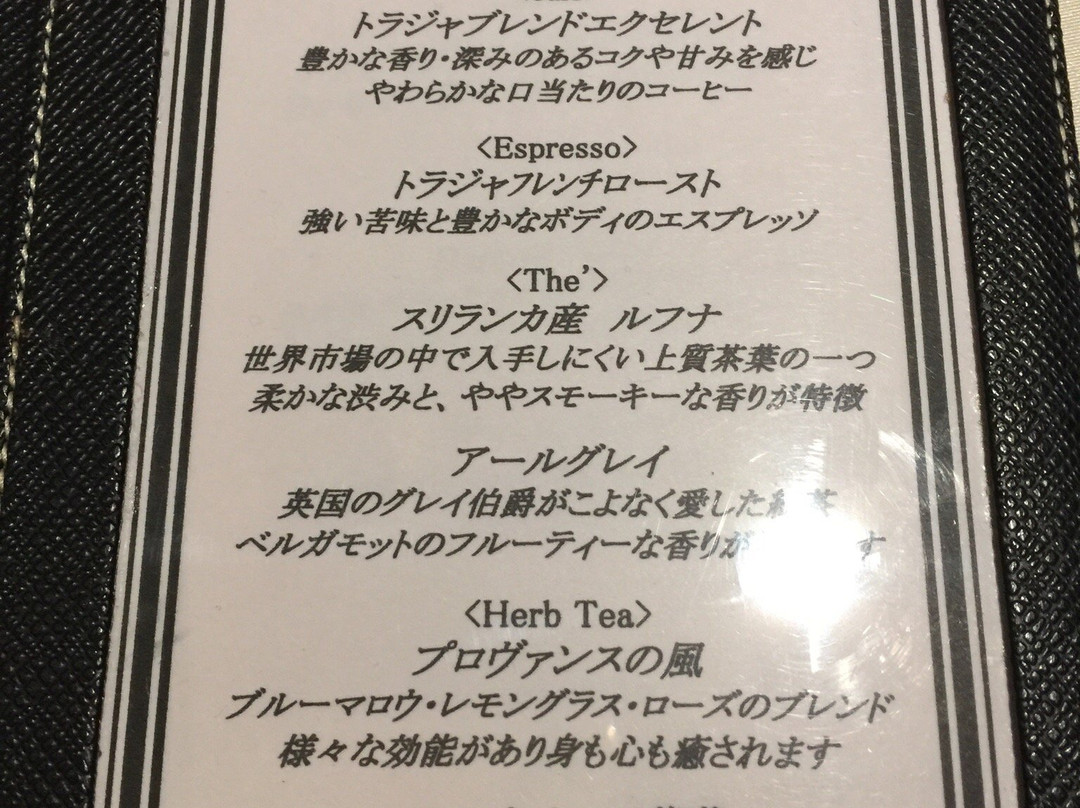 トラジャブレンドエクセレント
豊かな香り・深みのあるコクや甘みを感じ
やわらかな口当たりのコーヒー
<Espresso>
トラジャフレンチロースト
強い苦味と豊かなボディのエスプレッソ
<The'>
スリランカ産 ルフナ
世界市場の中で入手しにくい上質茶葉の一つ
柔かな渋みと、ややスモーキーな香りが特徴
アールグレイ
英国のグレイ伯爵がこよなく愛した紅茶
ベルガモットのフルーティーな香りが す
<Herb Tea>
プロヴァンスの風
ブルーマロウ・レモングラス・ローズのブレンド
様々な効能があり身も心も癒されます